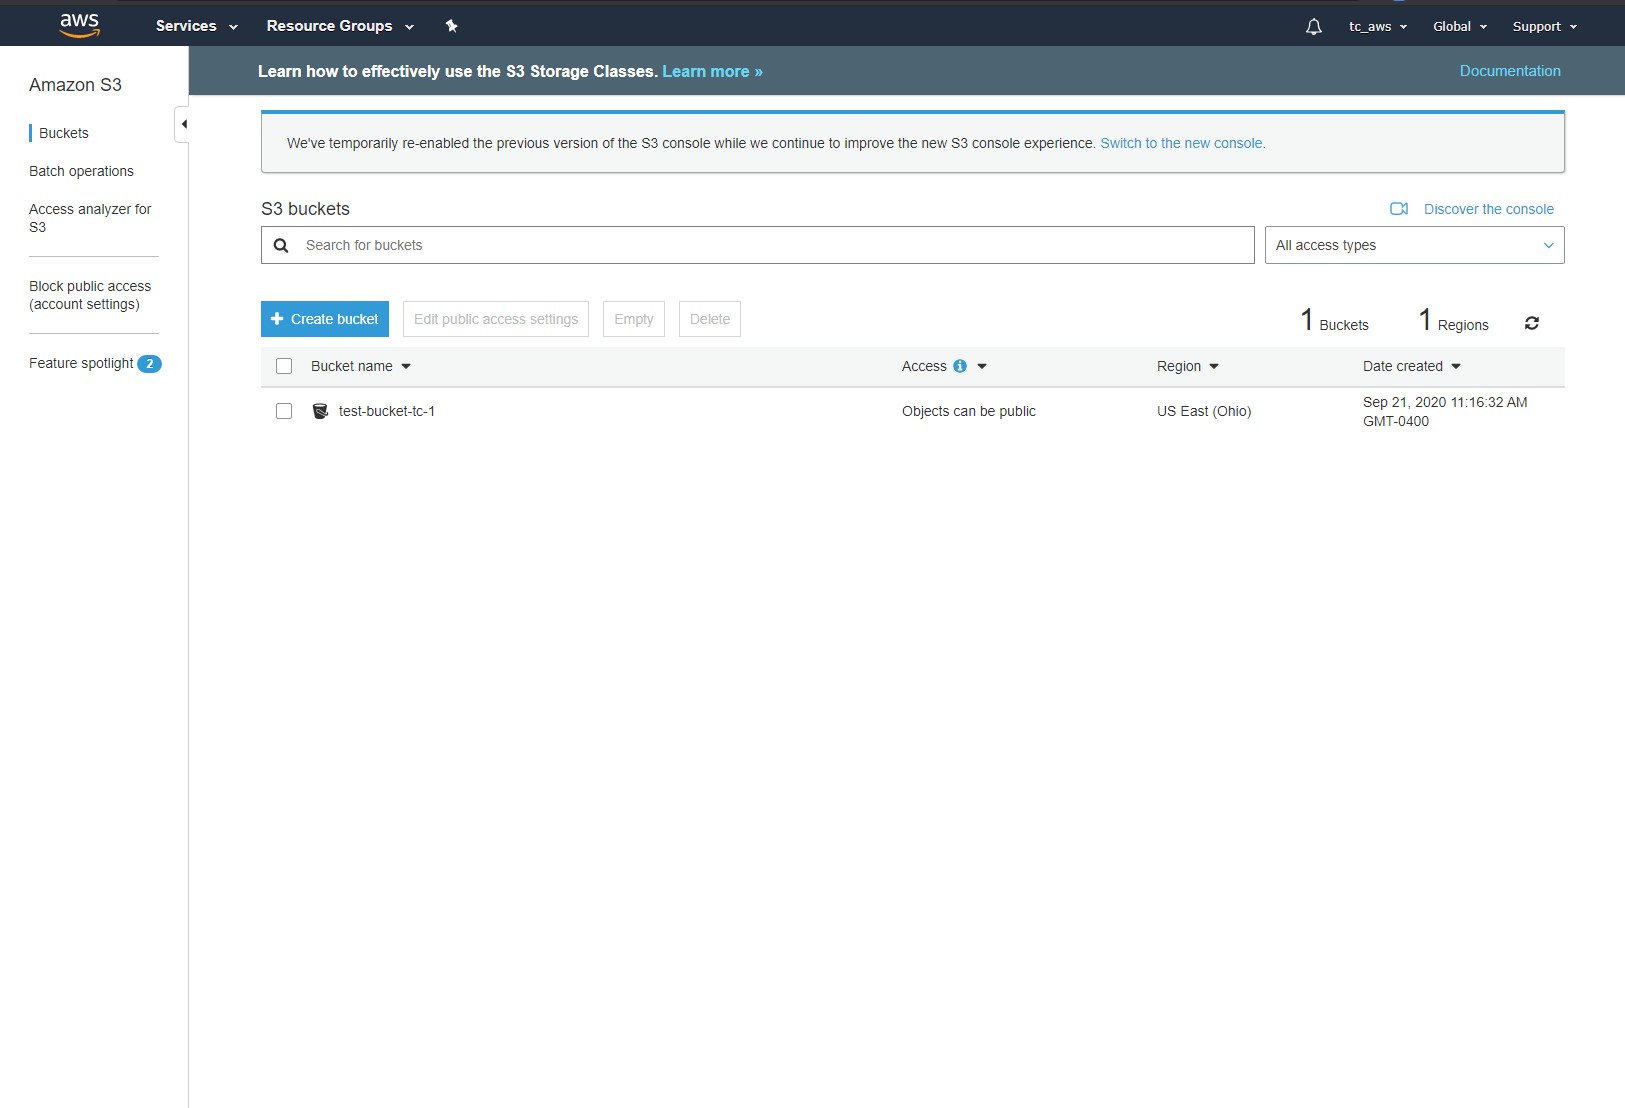 aws
Services
Resource Groups
tc_aws
Global
Support
Amazon S3
Buckets
Batch operations
Access analyzer for
S3
Block public access
(account settings)
Feature spotlight 2
Learn how to effectively use the S3 Storage Classes. Learn more »
Documentation
We've temporarily re-enabled the previous version of the S3 console while we continue to improve the new S3 console experience. Switch to the new console.
S3 buckets
Discover the console
Search for buckets
All access types
+ Create bucket
Edit public access settings
Empty
Delete
1 Buckets
1 Regions
Bucket name
Access
Region
Date created
test-bucket-tc-1
Objects can be public
US East (Ohio)
Sep 21, 2020 11:16:32 AM
GMT-0400